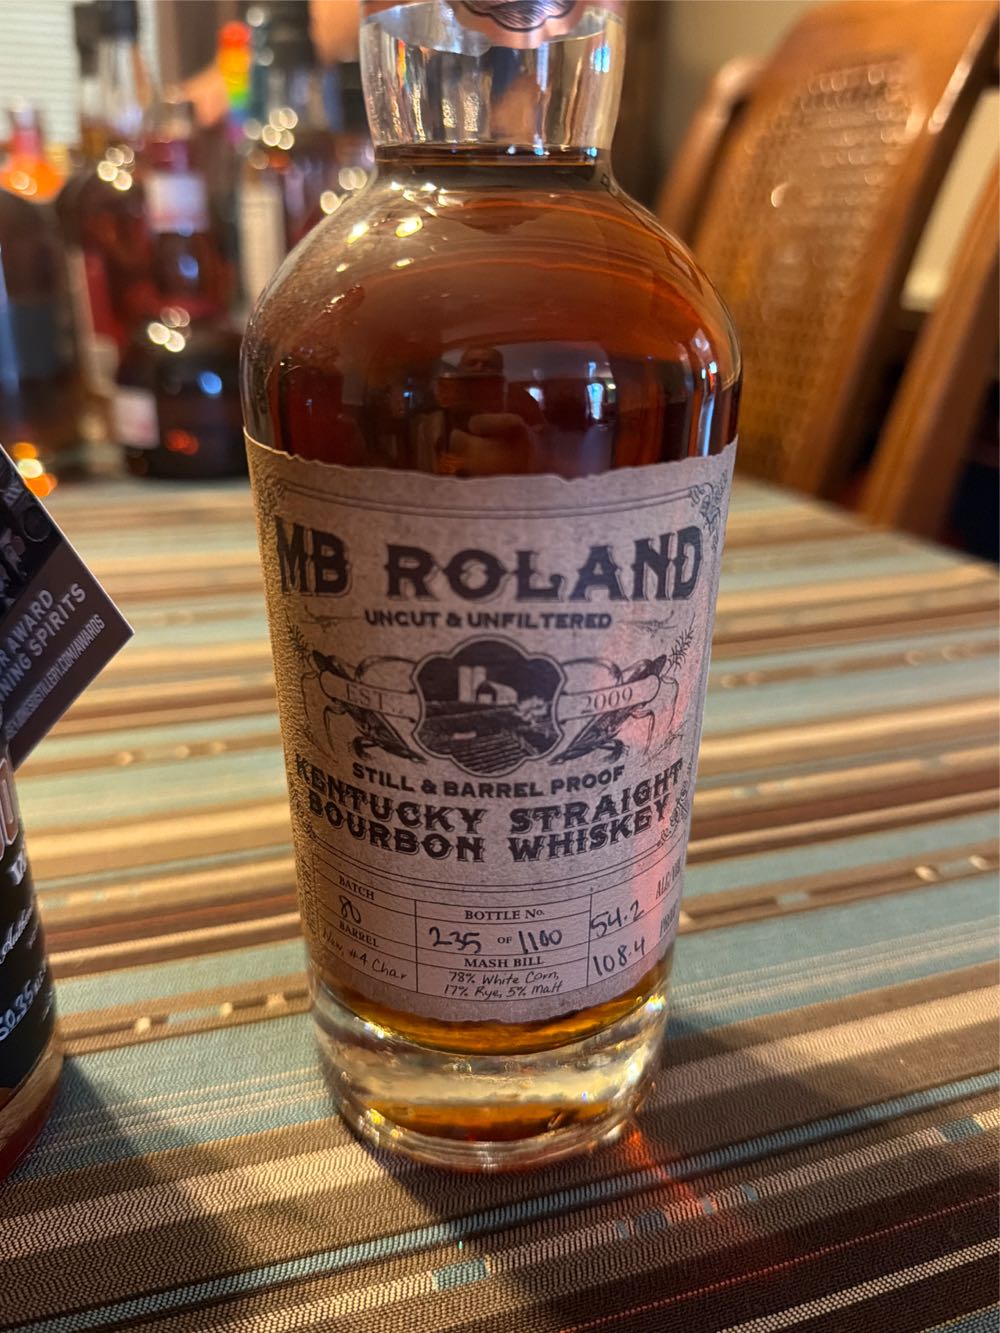 MB ROLAND
UNCUT & UNFILTERED
EST. 2009
STILL & BARREL PROOF
KENTUCKY STRAIGHT
BOURBON WHISKEY
BATCH
80
BARREL
New, #4 Char
BOTTLE No.
235 OF 1100
MASH BILL
78% White Corn,
17% Rye, 5% Malt
54.2
108.4
AWARD
SPIRITS